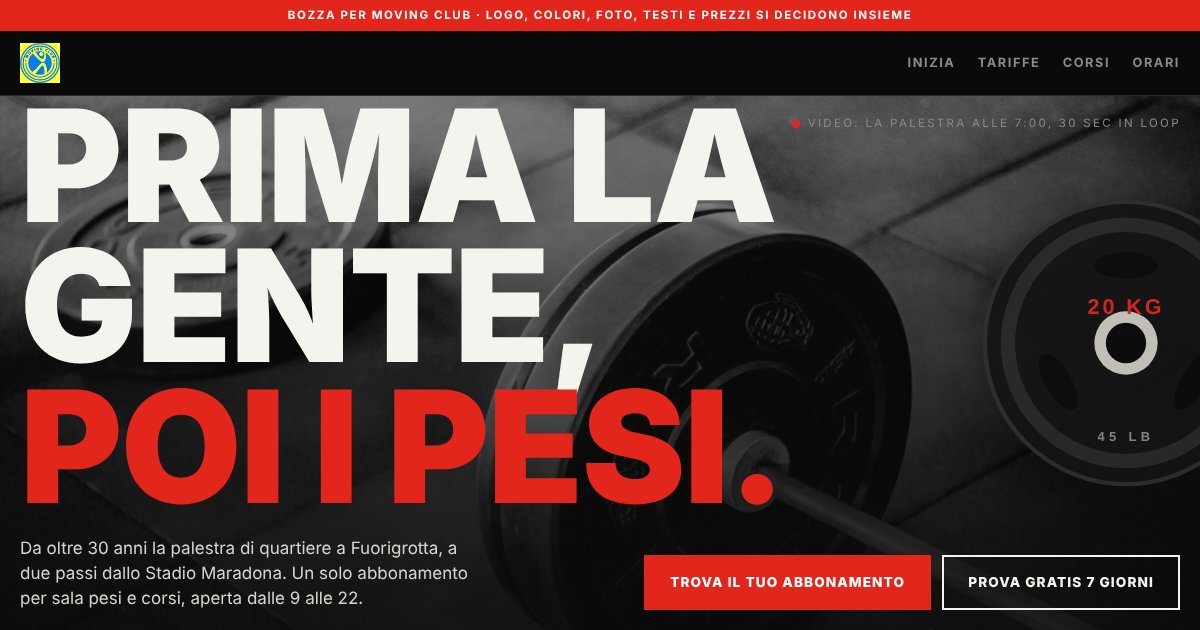 BOZZA PER MOVING CLUB · LOGO, COLORI, FOTO, TESTI E PREZZI SI DECIDONO INSIEME
INIZIA TARIFFE CORSI ORARI
VIDEO: LA PALESTRA ALLE 7:00, 30 SEC IN LOOP
PRIMA LA
GENTE,
POI I PESI.
20 KG
45 LB
Da oltre 30 anni la palestra di quartiere a Fuorigrotta, a
due passi dallo Stadio Maradona. Un solo abbonamento
per sala pesi e corsi, aperta dalle 9 alle 22.
TROVA IL TUO ABBONAMENTO
PROVA GRATIS 7 GIORNI